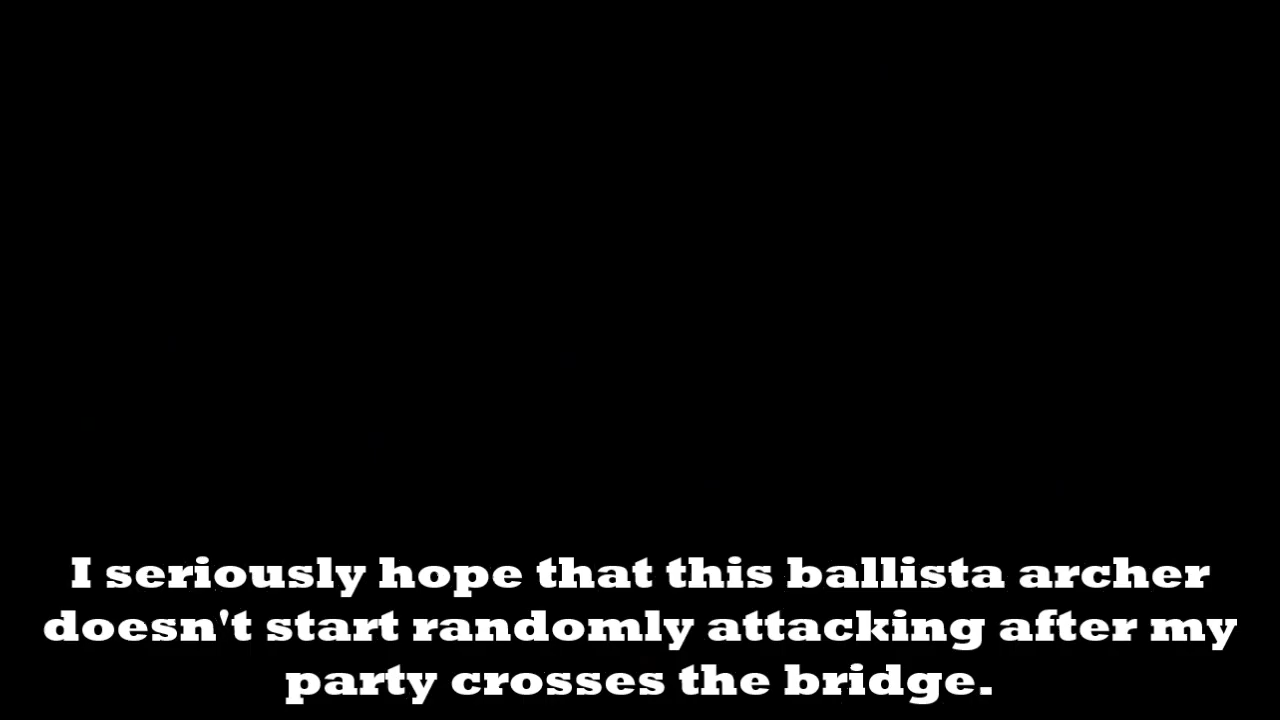 I seriously hope that this ballista archer
doesn't start randomly attacking after my
party crosses the bridge.